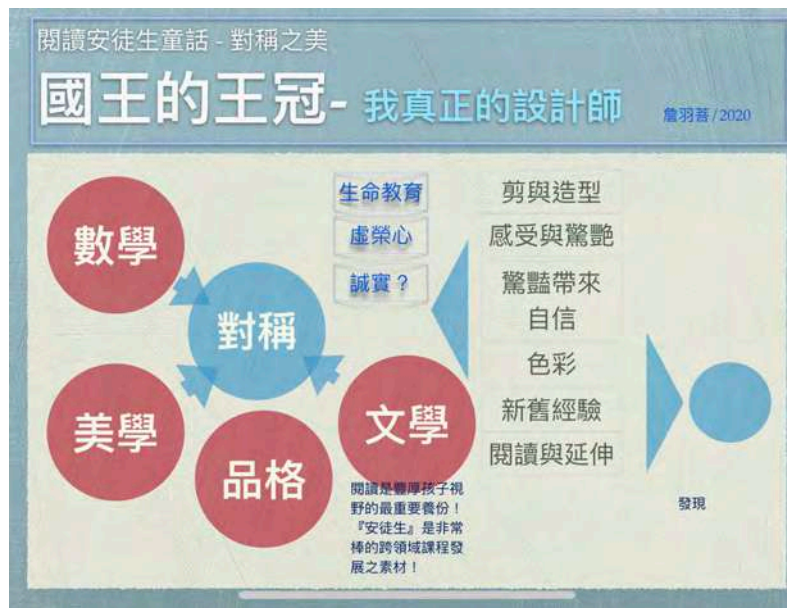 閱讀安徒生童話 - 對稱之美
國王的王冠- 我真正的設計師
詹羽菩/2020
數學
對稱
美學
品格
文學
生命教育
虛榮心
誠實？
剪與造型
感受與驚艷
驚豔帶來
自信
色彩
新舊經驗
閱讀與延伸
閱讀是豐厚孩子視
野的最重要養份！
『安徒生』是非常
棒的跨領域課程發
展之素材！
發現